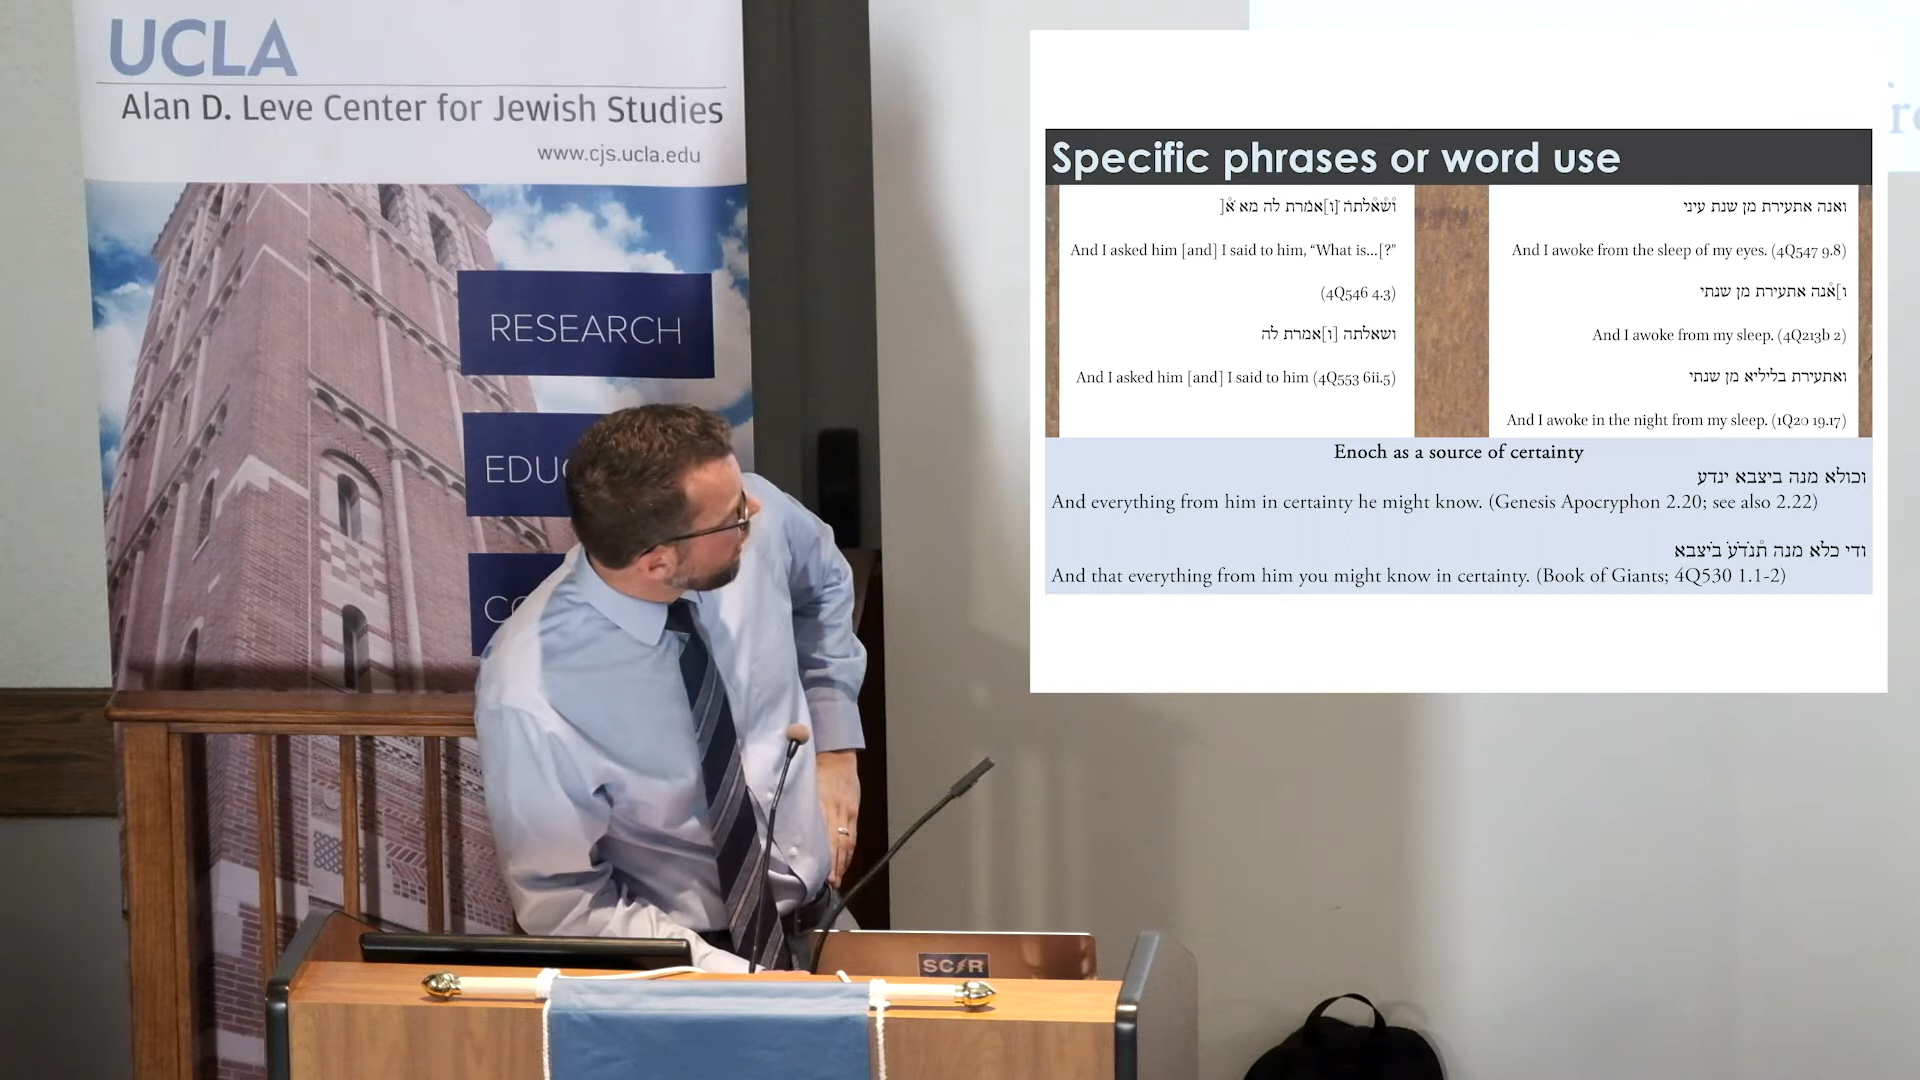 UCLA
Alan D. Leve Center for Jewish Studies
www.cjs.ucla.edu
RESEARCH
EDU
SC R
Specific phrases or word use
ושאלתה [ו]אמרת לה מא א[
And I asked him [and] I said to him, “What is...[?”
(4Q546 4.3)
ושאלתה [ו]אמרת לה
And I asked him [and] I said to him (4Q553 6ii.5)
ואנה אתעירת מן שנת עיני
And I awoke from the sleep of my eyes. (4Q547 9.8)
ו]אנה אתעירת מן שנתי
And I awoke from my sleep. (4Q213b 2)
ואתעירת בליליא מן שנתי
And I awoke in the night from my sleep. (1Q20 19.17)
Enoch as a source of certainty
וכולא מנה ביצבא ינדע
And everything from him in certainty he might know. (Genesis Apocryphon 2.20; see also 2.22)
ודי כלא מנה תנדע ביצבא
And that everything from him you might know in certainty. (Book of Giants; 4Q530 1.1-2)